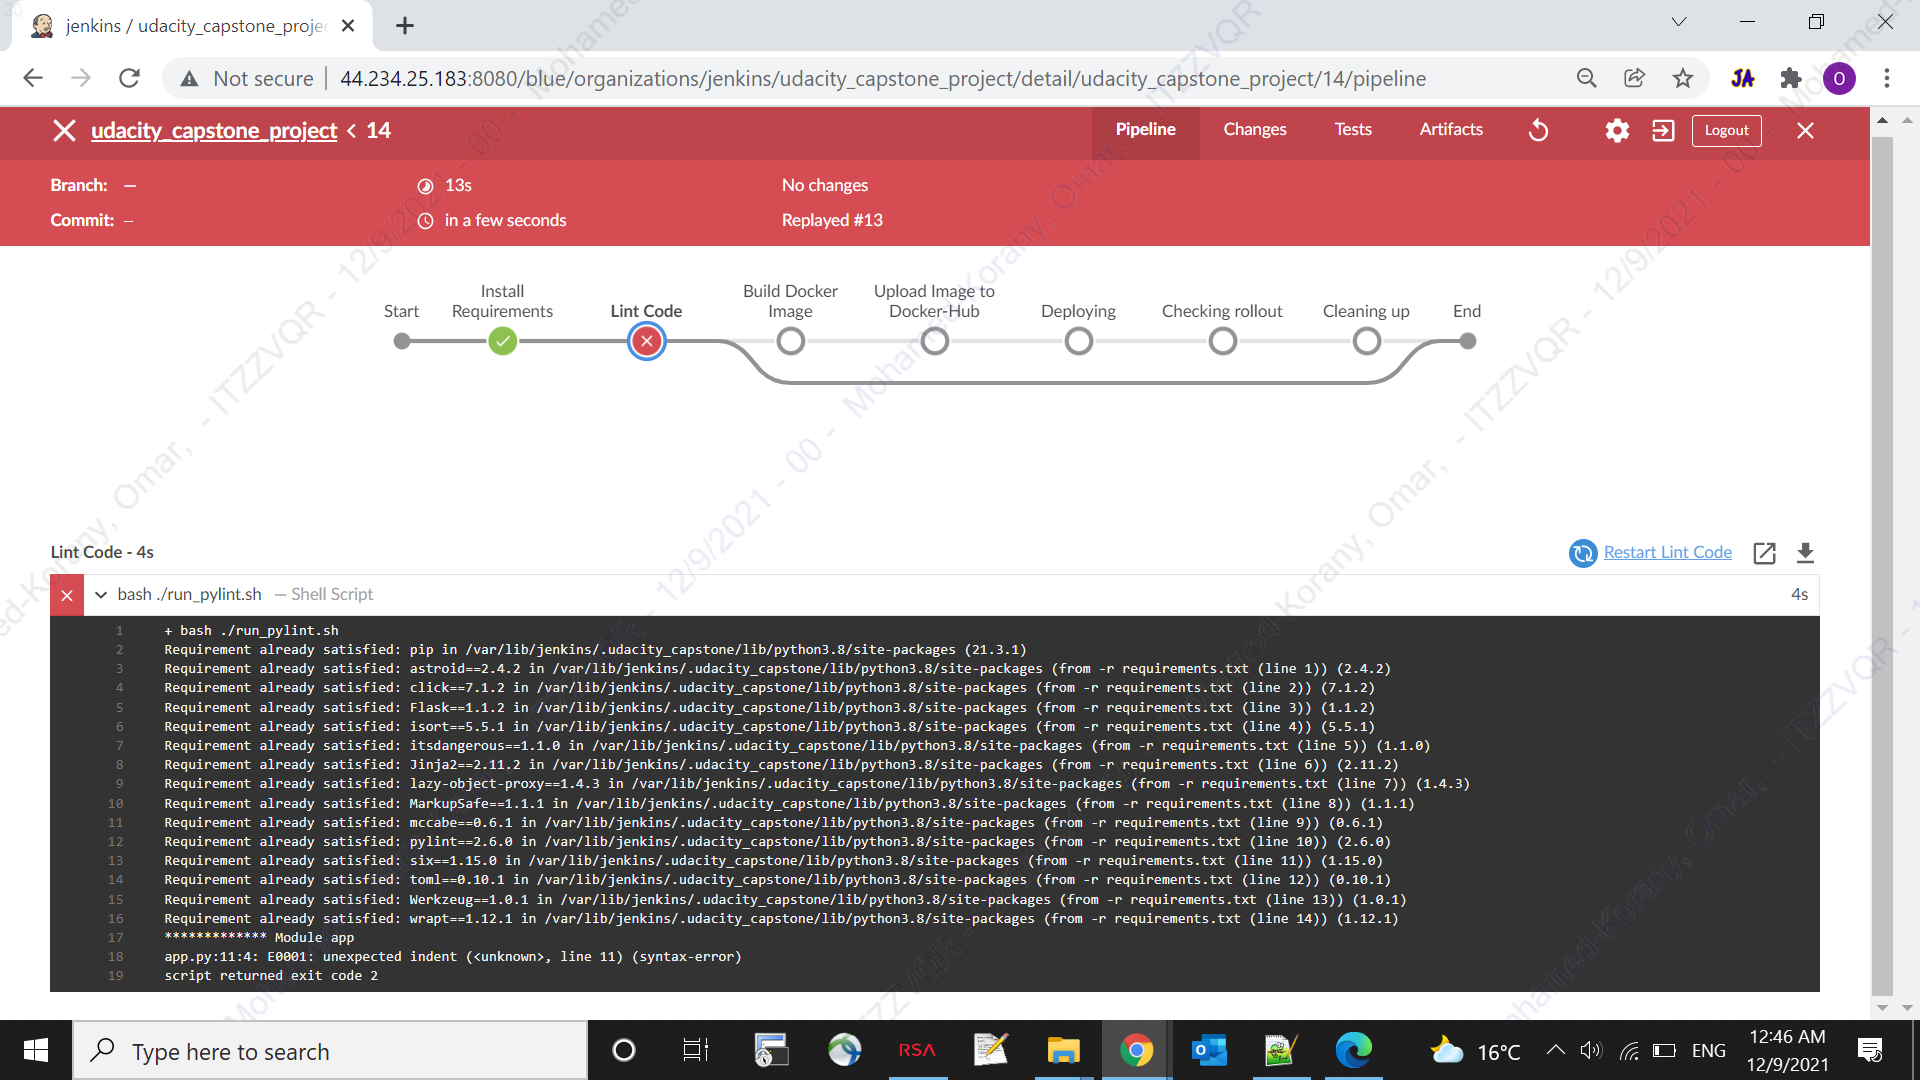 jenkins / udacity_capstone_proje
Not secure
44.234.25.183:8080/blue/organizations/jenkins/udacity_capstone_project/detail/udacity_capstone_project/14/pipeline
JA
O
udacity_capstone_project < 14
Pipeline
Changes
Tests
Artifacts
Logout
Branch: —
13s
No changes
Commit: –
in a few seconds
Replayed #13
Start
Install Requirements
Lint Code
Build Docker Image
Upload Image to Docker-Hub
Deploying
Checking rollout
Cleaning up
End
Lint Code - 4s
Restart Lint Code
bash ./run_pylint.sh — Shell Script
4s
1 + bash ./run_pylint.sh
2 Requirement already satisfied: pip in /var/lib/jenkins/.udacity_capstone/lib/python3.8/site-packages (21.3.1)
3 Requirement already satisfied: astroid==2.4.2 in /var/lib/jenkins/.udacity_capstone/lib/python3.8/site-packages (from -r requirements.txt (line 1)) (2.4.2)
4 Requirement already satisfied: click==7.1.2 in /var/lib/jenkins/.udacity_capstone/lib/python3.8/site-packages (from -r requirements.txt (line 2)) (7.1.2)
5 Requirement already satisfied: Flask==1.1.2 in /var/lib/jenkins/.udacity_capstone/lib/python3.8/site-packages (from -r requirements.txt (line 3)) (1.1.2)
6 Requirement already satisfied: isort==5.5.1 in /var/lib/jenkins/.udacity_capstone/lib/python3.8/site-packages (from -r requirements.txt (line 4)) (5.5.1)
7 Requirement already satisfied: itsdangerous==1.1.0 in /var/lib/jenkins/.udacity_capstone/lib/python3.8/site-packages (from -r requirements.txt (line 5)) (1.1.0)
8 Requirement already satisfied: Jinja2==2.11.2 in /var/lib/jenkins/.udacity_capstone/lib/python3.8/site-packages (from -r requirements.txt (line 6)) (2.11.2)
9 Requirement already satisfied: lazy-object-proxy==1.4.3 in /var/lib/jenkins/.udacity_capstone/lib/python3.8/site-packages (from -r requirements.txt (line 7)) (1.4.3)
10 Requirement already satisfied: MarkupSafe==1.1.1 in /var/lib/jenkins/.udacity_capstone/lib/python3.8/site-packages (from -r requirements.txt (line 8)) (1.1.1)
11 Requirement already satisfied: mccabe==0.6.1 in /var/lib/jenkins/.udacity_capstone/lib/python3.8/site-packages (from -r requirements.txt (line 9)) (0.6.1)
12 Requirement already satisfied: pylint==2.6.0 in /var/lib/jenkins/.udacity_capstone/lib/python3.8/site-packages (from -r requirements.txt (line 10)) (2.6.0)
13 Requirement already satisfied: six==1.15.0 in /var/lib/jenkins/.udacity_capstone/lib/python3.8/site-packages (from -r requirements.txt (line 11)) (1.15.0)
14 Requirement already satisfied: toml==0.10.1 in /var/lib/jenkins/.udacity_capstone/lib/python3.8/site-packages (from -r requirements.txt (line 12)) (0.10.1)
15 Requirement already satisfied: Werkzeug==1.0.1 in /var/lib/jenkins/.udacity_capstone/lib/python3.8/site-packages (from -r requirements.txt (line 13)) (1.0.1)
16 Requirement already satisfied: wrapt==1.12.1 in /var/lib/jenkins/.udacity_capstone/lib/python3.8/site-packages (from -r requirements.txt (line 14)) (1.12.1)
17 ************* Module app
18 app.py:11:4: E0001: unexpected indent (<unknown>, line 11) (syntax-error)
19 script returned exit code 2
Mohamed-Korany, Omar, - ITZZVQR - 12/9/2021 - 00 -
Type here to search
RSA
16°C
ENG
12:46 AM
12/9/2021